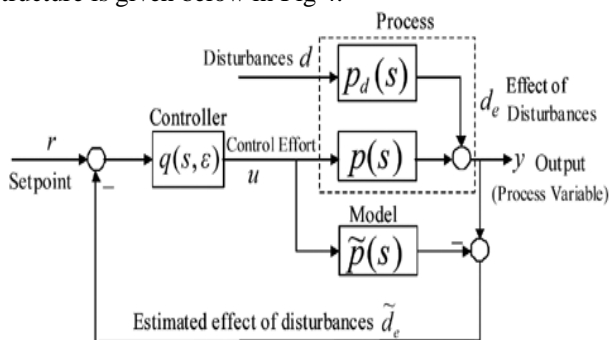 structure is given below in Fig 4.
Process
Disturbances d
p_d(s)
d_e
Effect of
Disturbances
Controller
r
q(s,ε)
Control Effort
u
p(s)
y Output
Setpoint
(Process Variable)
Model
p̃(s)
Estimated effect of disturbances d̃_e